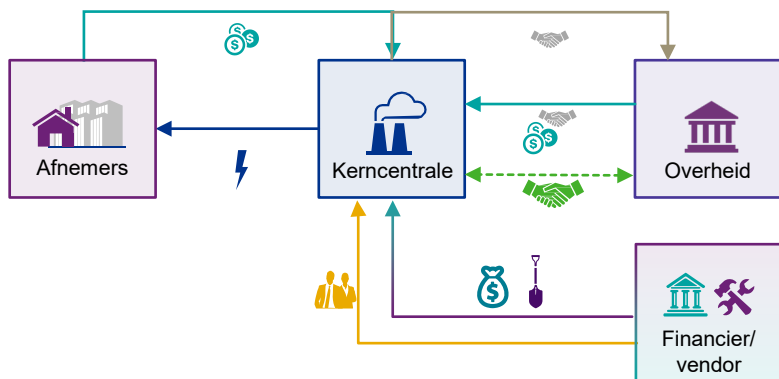 Afnemers
Kerncentrale
Overheid
Financier/
vendor